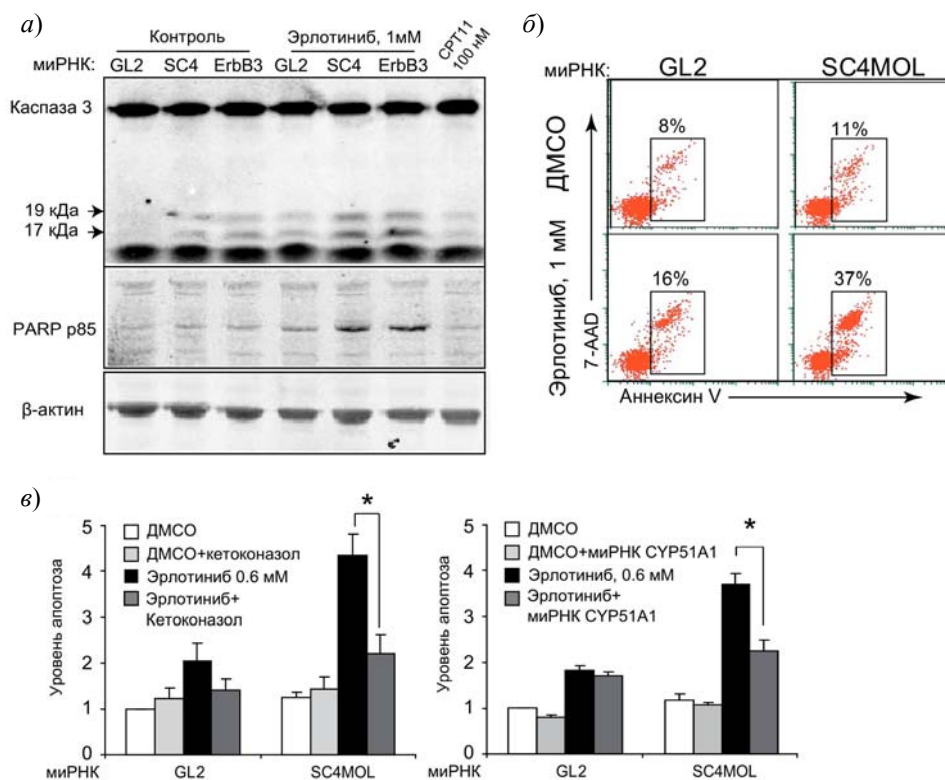 а)
Контроль Эрлотиниб, 1мМ CPT11 100 нМ
миРНК: GL2 SC4 ErbB3 GL2 SC4 ErbB3
Каспаза 3
19 кДа
17 кДа
PARP p85
β-актин
б)
миРНК: GL2 SC4MOL
ДМСО
8% 11%
Эрлотиниб, 1 мМ
16% 37%
7-AAD
Аннексин V
в)
Уровень апоптоза
5
4
3
2
1
0
ДМСО
ДМСО+кетоконазол
Эрлотиниб 0.6 мМ
Эрлотиниб+
Кетоконазол
*
миРНК GL2 SC4MOL
Уровень апоптоза
5
4
3
2
1
0
ДМСО
ДМСО+миРНК CYP51A1
Эрлотиниб, 0.6 мМ
Эрлотиниб+
миРНК CYP51A1
*
миРНК GL2 SC4MOL